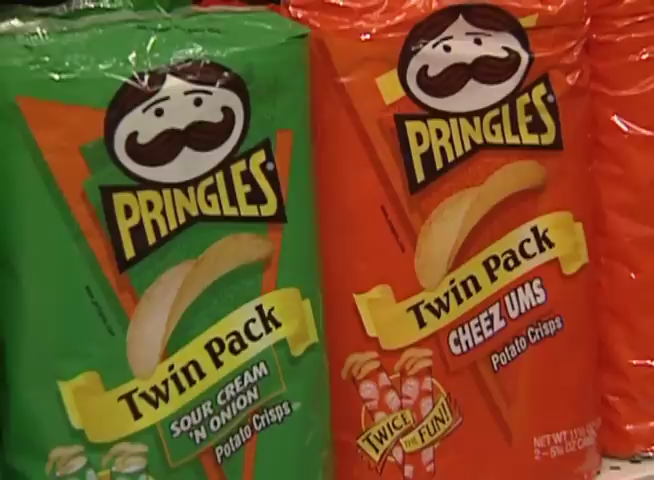 PRINGLES
Twin Pack
SOUR CREAM
'N ONION
Potato Crisps
PRINGLES
Twin Pack
CHEEZ UMS
Potato Crisps
TWICE
THE FUN!
NET WT